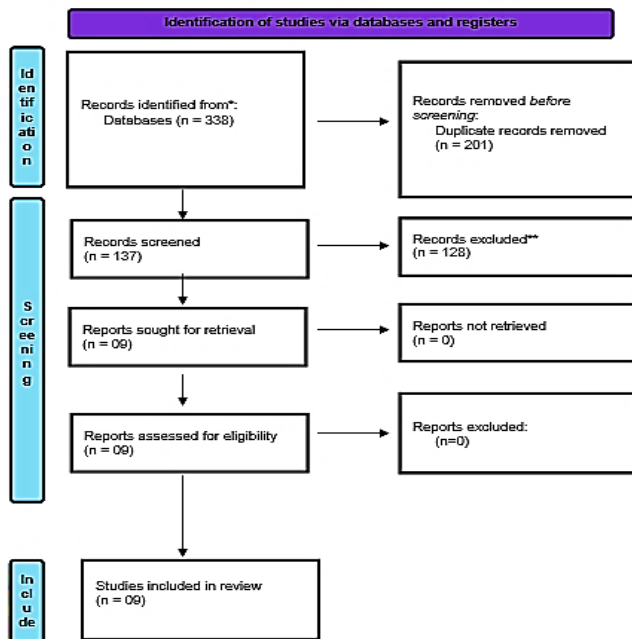 Identification of studies via databases and registers
Id
en
tif
ic
ati
o
n
Records identified from*:
Databases (n = 338)
Records removed before
screening:
Duplicate records removed
(n = 201)
S
cr
ee
ni
n
g
Records screened
(n = 137)
Records excluded**
(n = 128)
Reports sought for retrieval
(n = 09)
Reports not retrieved
(n = 0)
Reports assessed for eligibility
(n = 09)
Reports excluded:
(n=0)
In
cl
u
de
Studies included in review
(n = 09)